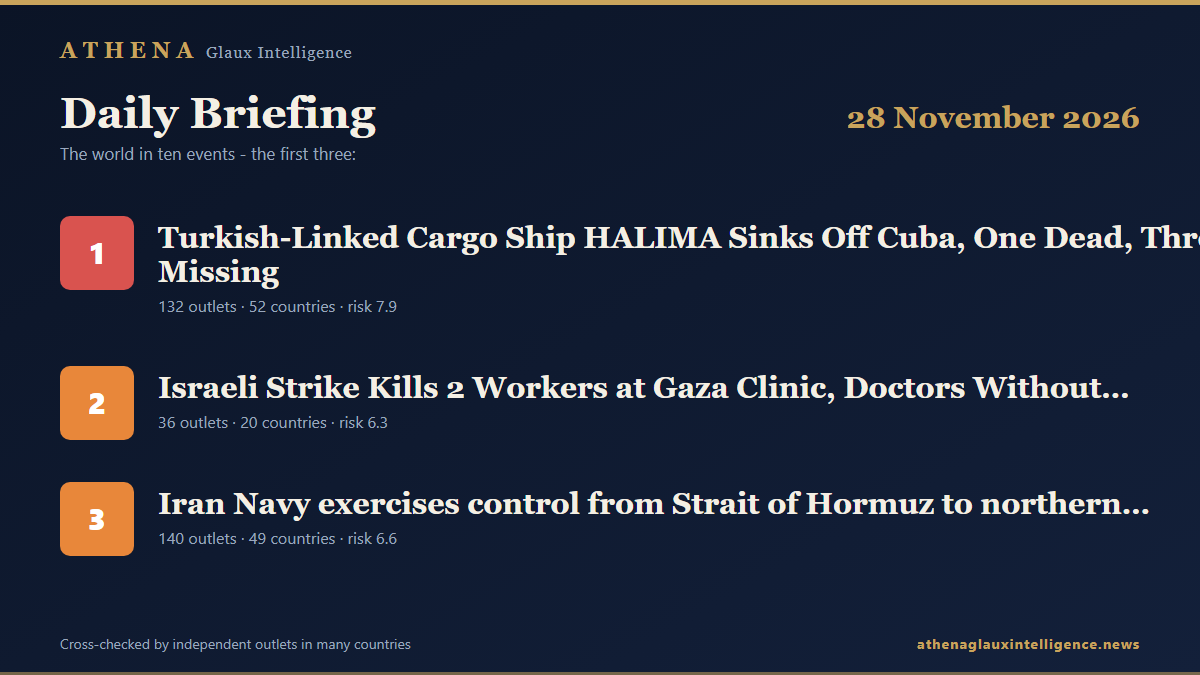 ATHENA Glaux Intelligence
Daily Briefing
28 November 2026
The world in ten events - the first three:
1
Turkish-Linked Cargo Ship HALIMA Sinks Off Cuba, One Dead,
Missing
132 outlets · 52 countries · risk 7.9
2
Israeli Strike Kills 2 Workers at Gaza Clinic, Doctors Without...
36 outlets · 20 countries · risk 6.3
3
Iran Navy exercises control from Strait of Hormuz to northern...
140 outlets · 49 countries · risk 6.6
Cross-checked by independent outlets in many countries
athenaglauxintelligence.news